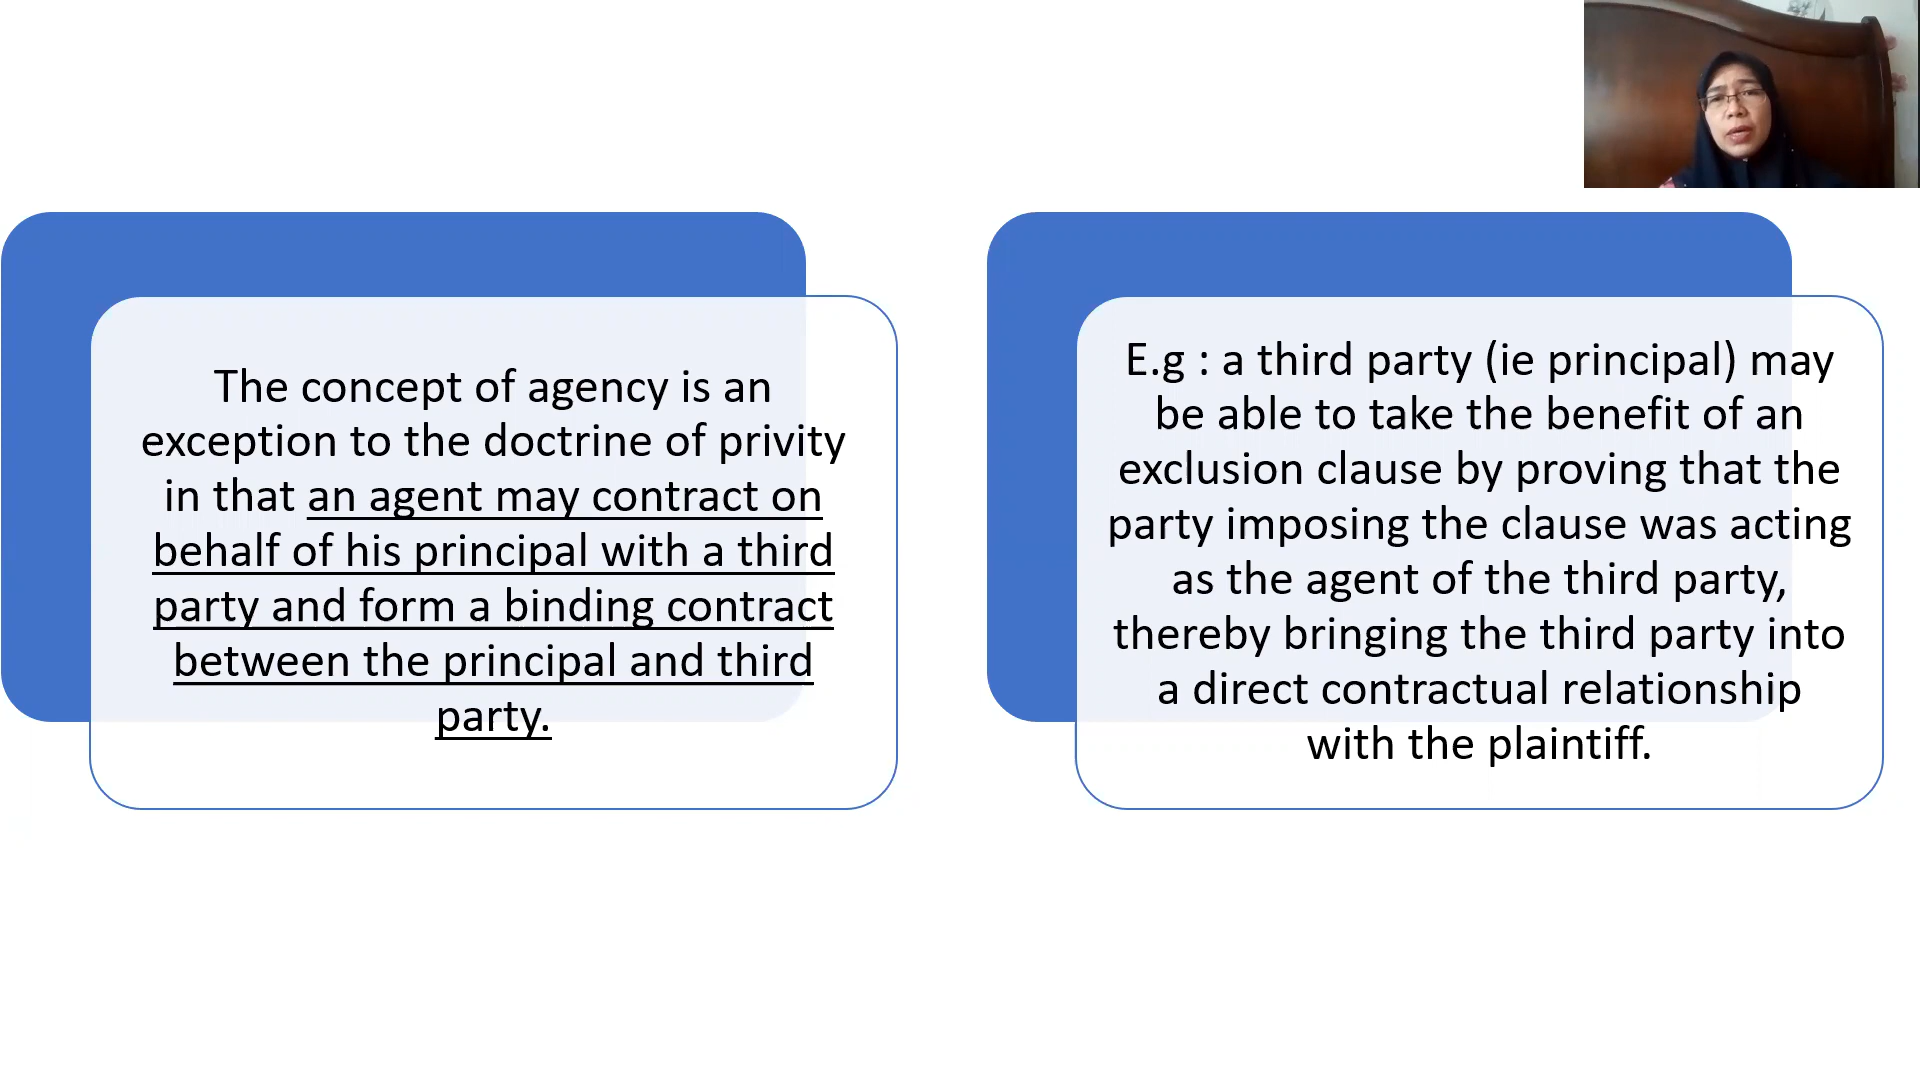 The concept of agency is an
exception to the doctrine of privity
in that an agent may contract on
behalf of his principal with a third
party and form a binding contract
between the principal and third
party.
E.g : a third party (ie principal) may
be able to take the benefit of an
exclusion clause by proving that the
party imposing the clause was acting
as the agent of the third party,
thereby bringing the third party into
a direct contractual relationship
with the plaintiff.